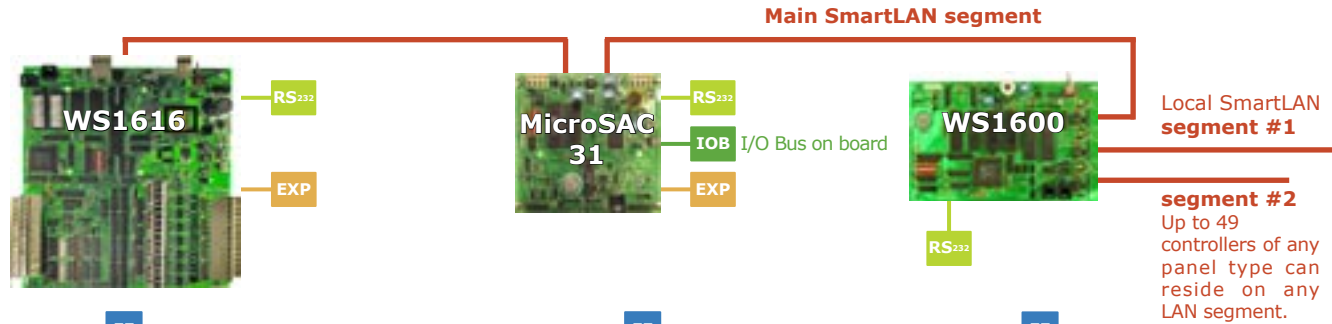 Main SmartLAN segment
WS1616
RS232
EXP
MicroSAC
31
RS232
IOB I/O Bus on board
EXP
WS1600
RS232
Local SmartLAN
segment #1
segment #2
Up to 49
controllers of any
panel type can
reside on any
LAN segment.